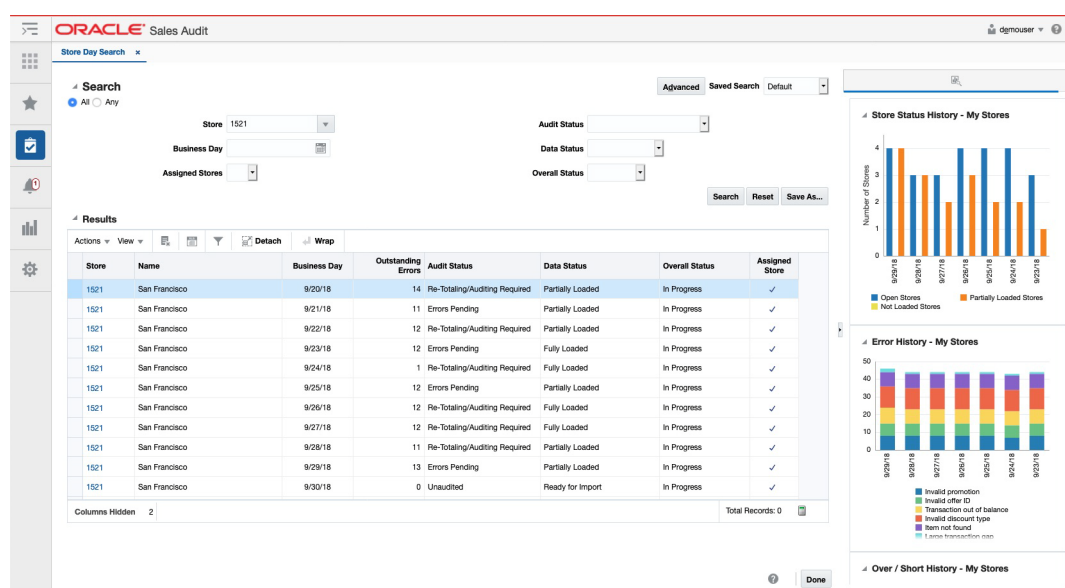 ORACLE Sales Audit
demouser
Store Day Search ×
Search
Advanced Saved Search Default
All Any
Store 1521 Audit Status
Business Day Data Status
Assigned Stores Overall Status
Search Reset Save As...
Results
Actions View Detach Wrap
Store Name Business Day Outstanding Errors Audit Status Data Status Overall Status Assigned Store
1521 San Francisco 9/20/18 14 Re-Totaling/Auditing Required Partially Loaded In Progress
1521 San Francisco 9/21/18 11 Errors Pending Partially Loaded In Progress
1521 San Francisco 9/22/18 12 Re-Totaling/Auditing Required Partially Loaded In Progress
1521 San Francisco 9/23/18 12 Errors Pending Fully Loaded In Progress
1521 San Francisco 9/24/18 1 Re-Totaling/Auditing Required Fully Loaded In Progress
1521 San Francisco 9/25/18 12 Errors Pending Partially Loaded In Progress
1521 San Francisco 9/26/18 12 Re-Totaling/Auditing Required Fully Loaded In Progress
1521 San Francisco 9/27/18 12 Re-Totaling/Auditing Required Fully Loaded In Progress
1521 San Francisco 9/28/18 11 Re-Totaling/Auditing Required Partially Loaded In Progress
1521 San Francisco 9/29/18 13 Errors Pending Partially Loaded In Progress
1521 San Francisco 9/30/18 0 Unaudited Ready for Import In Progress
Columns Hidden 2 Total Records: 0
Done
1
Store Status History - My Stores
Number of Stores
4
3
2
1
0
9/29/18 9/28/18 9/27/18 9/26/18 9/25/18 9/24/18 9/23/18
Open Stores Partially Loaded Stores
Not Loaded Stores
Error History - My Stores
50
40
30
20
10
0
9/29/18 9/28/18 9/27/18 9/26/18 9/25/18 9/24/18 9/23/18
Invalid promotion
Invalid offer ID
Transaction out of balance
Invalid discount type
Item not found
Large transaction gap
Over / Short History - My Stores